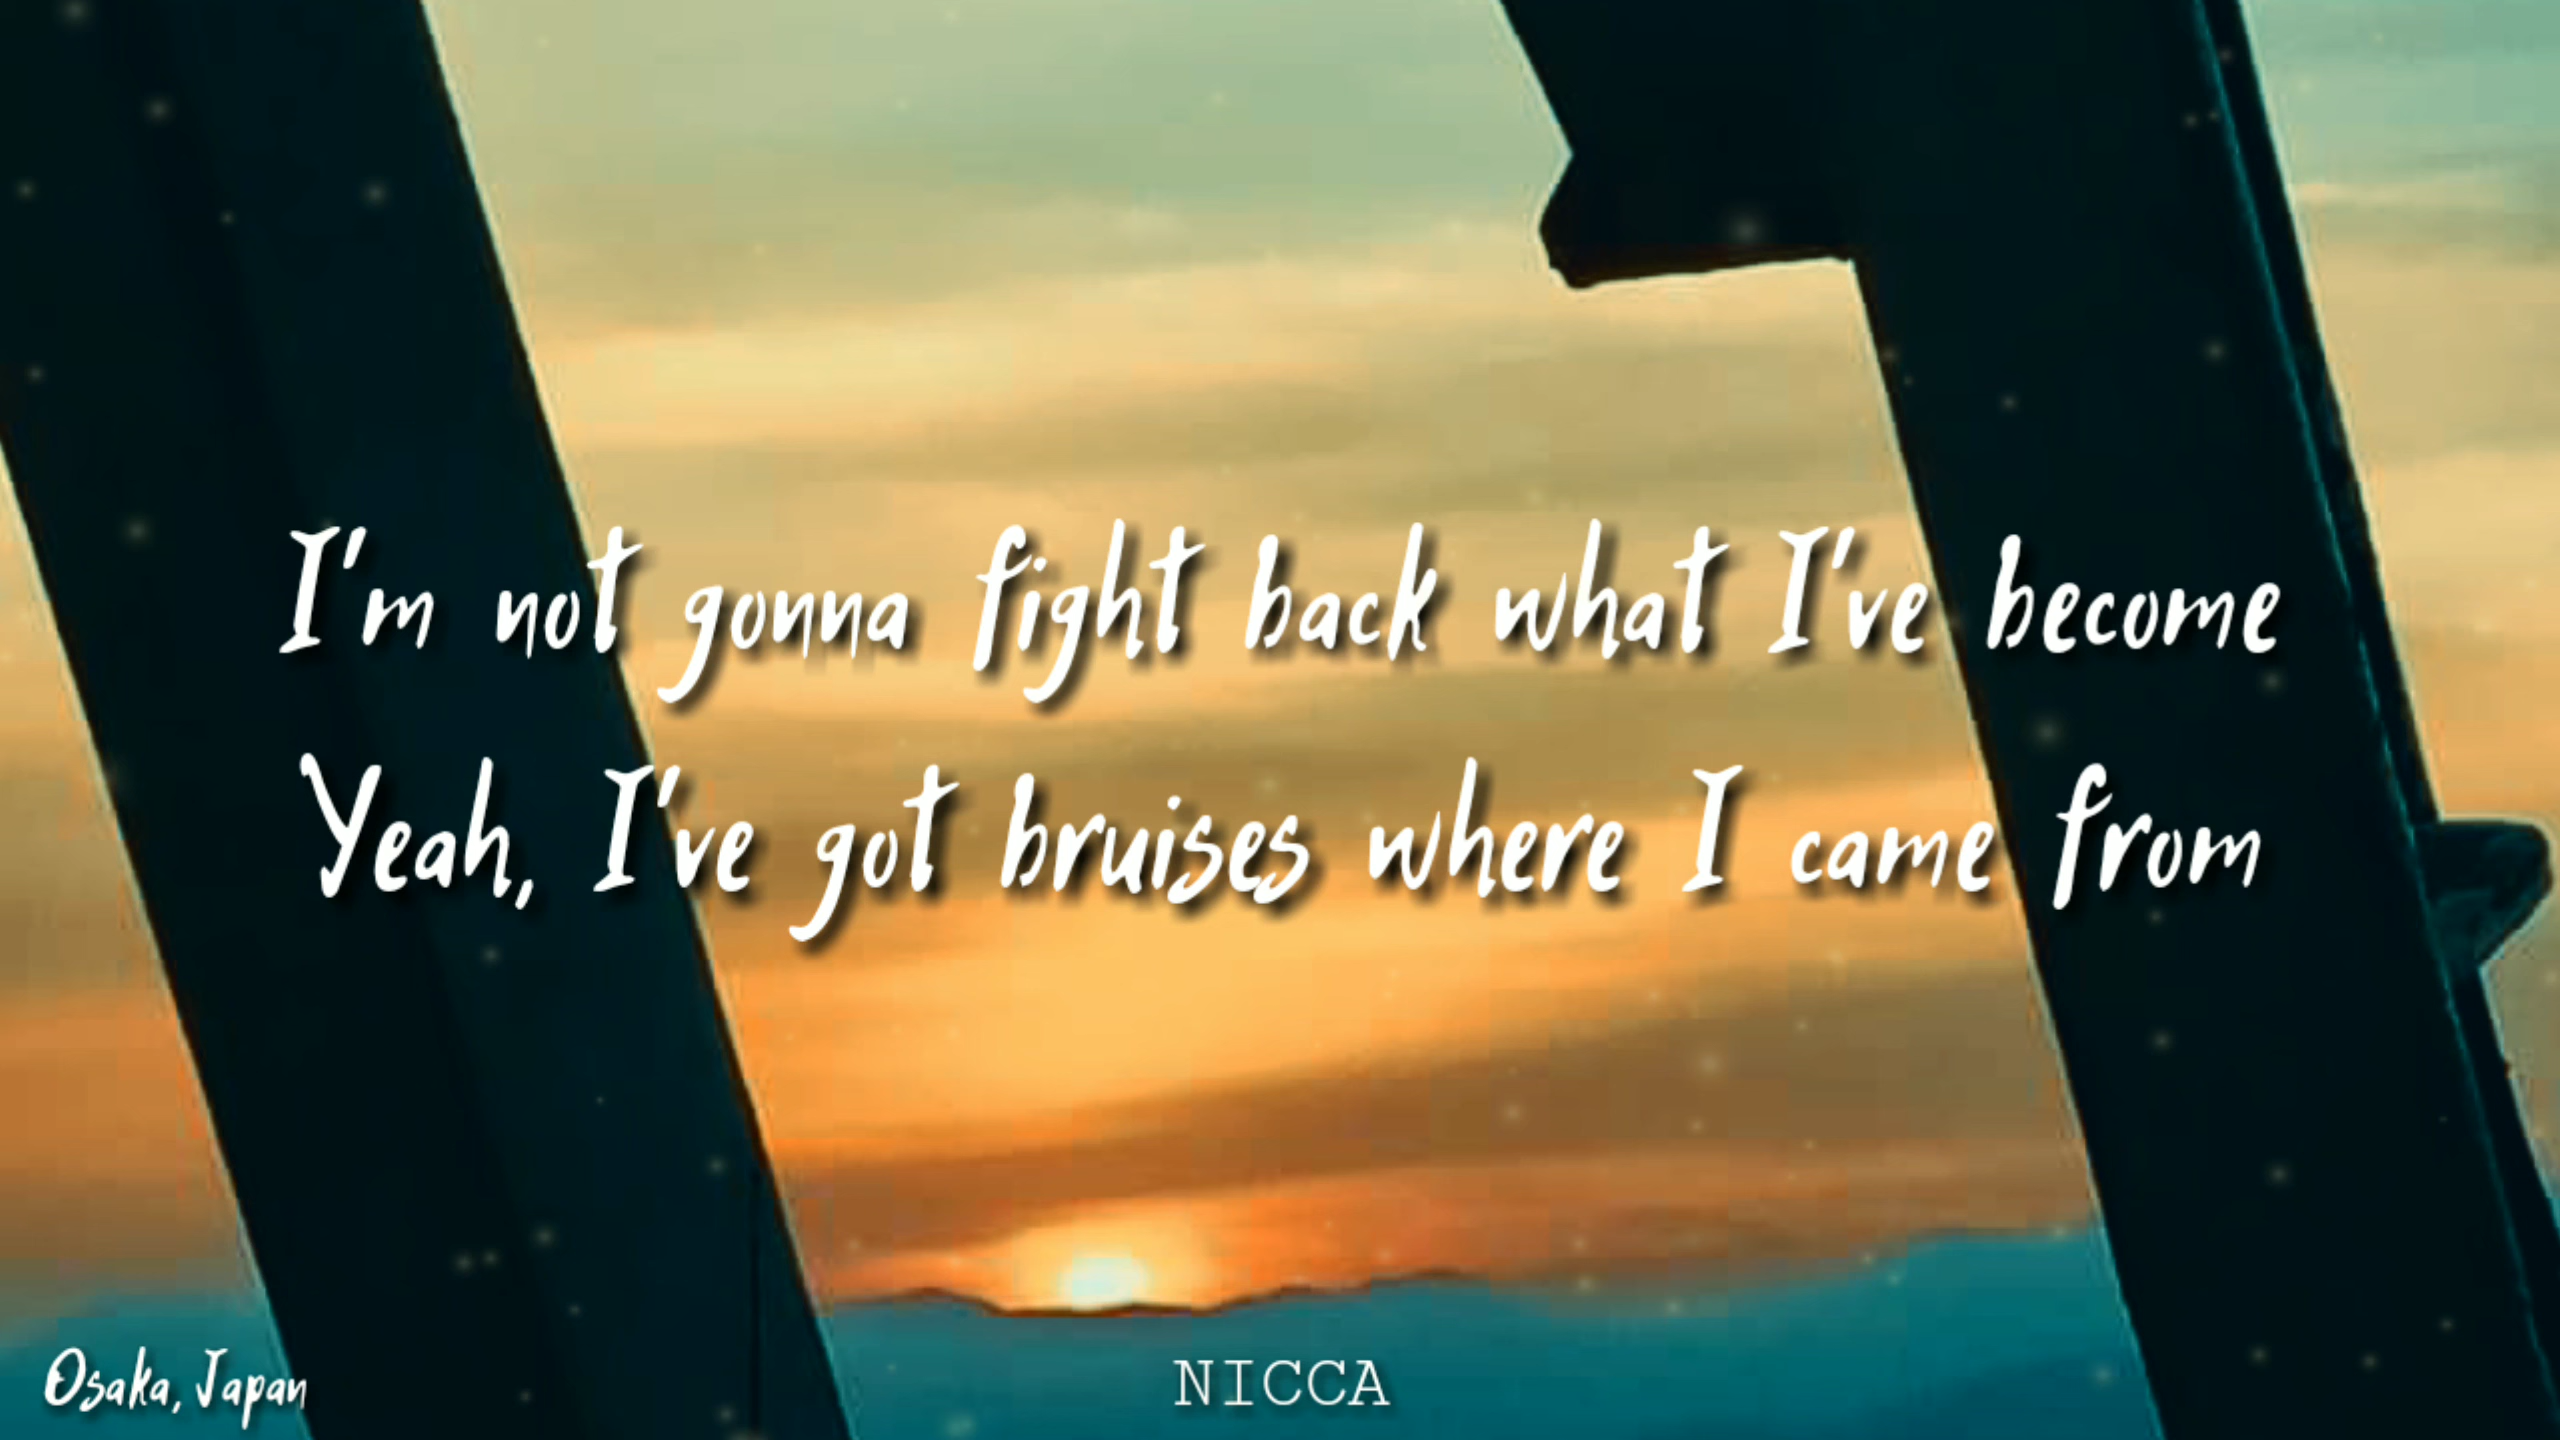 I'm not gonna fight back what I've become
Yeah, I've got bruises where I came from
Osaka, Japan
NICCA